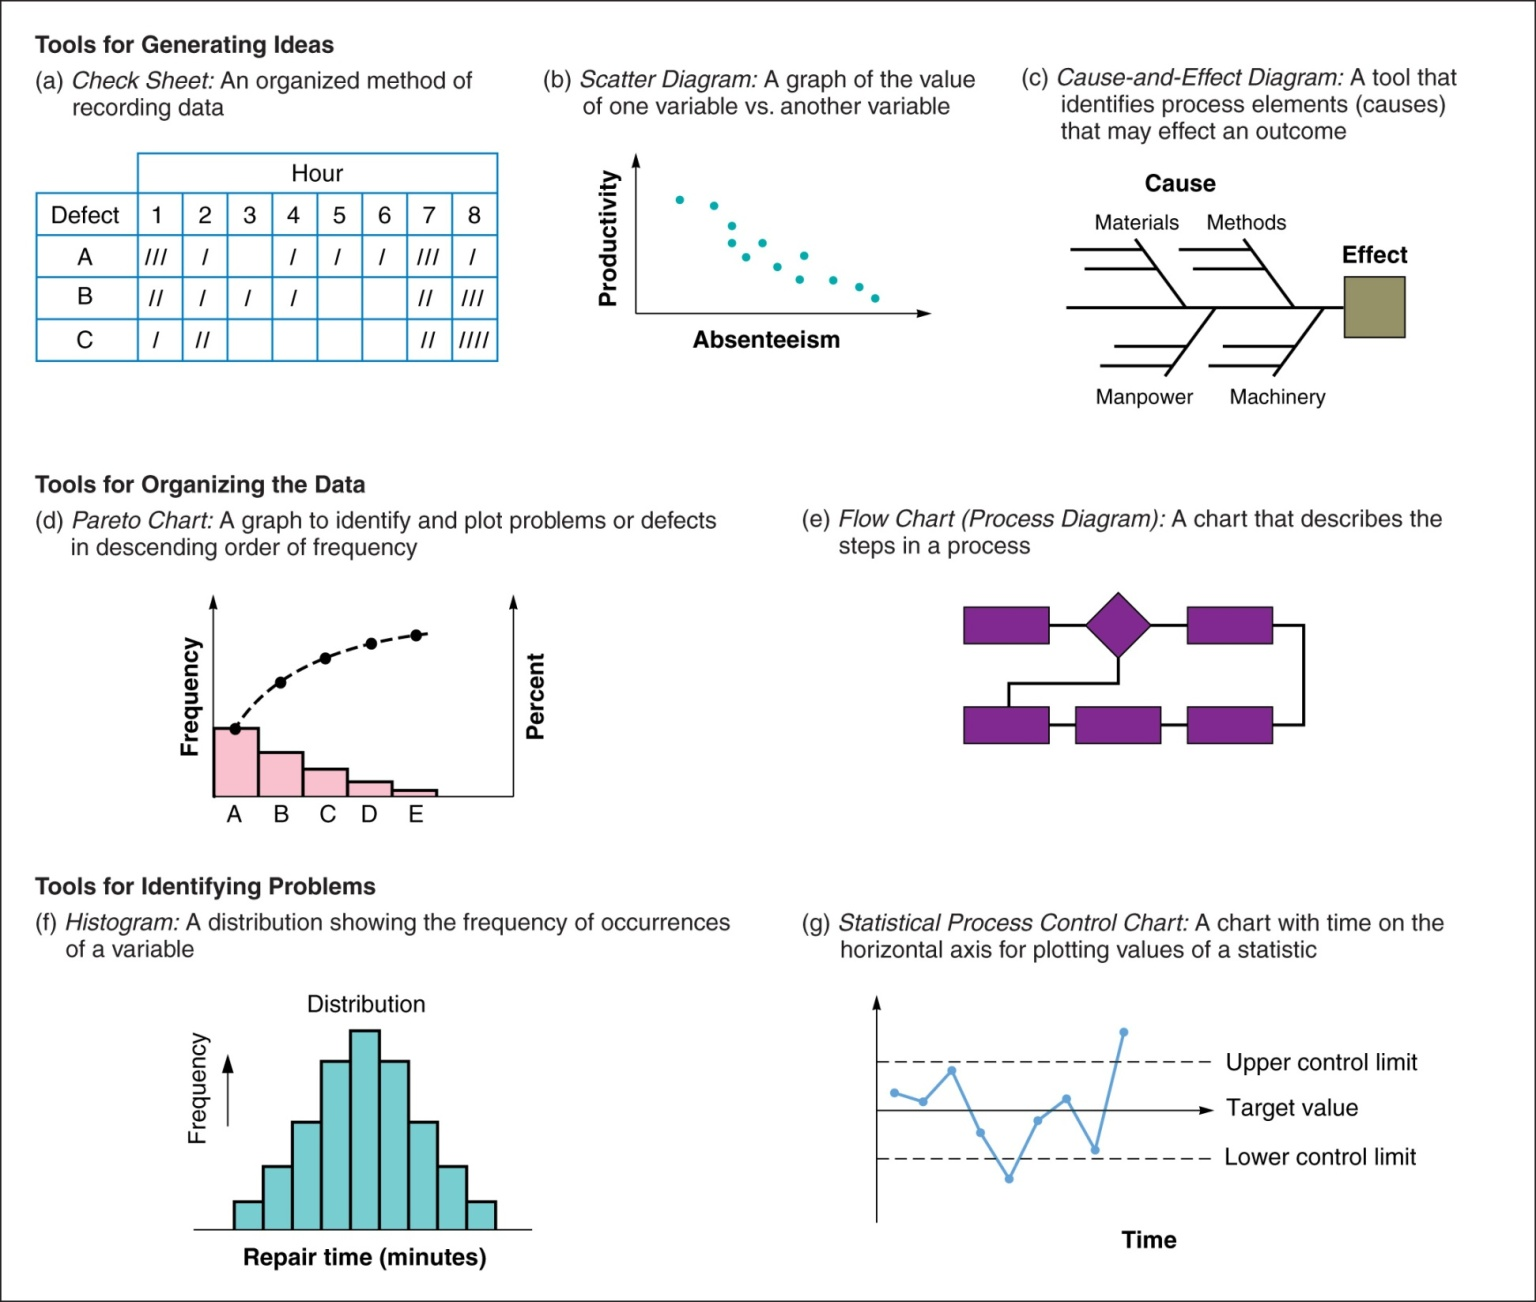 Tools for Generating Ideas
(a) Check Sheet: An organized method of
recording data
Hour
Defect 1 2 3 4 5 6 7 8
A /// / / / / /// /
B // / / / // ///
C / // // ////
(b) Scatter Diagram: A graph of the value
of one variable vs. another variable
Productivity
Absenteeism
(c) Cause-and-Effect Diagram: A tool that
identifies process elements (causes)
that may effect an outcome
Cause
Materials Methods
Effect
Manpower Machinery
Tools for Organizing the Data
(d) Pareto Chart: A graph to identify and plot problems or defects
in descending order of frequency
Frequency
Percent
A B C D E
(e) Flow Chart (Process Diagram): A chart that describes the
steps in a process
Tools for Identifying Problems
(f) Histogram: A distribution showing the frequency of occurrences
of a variable
Distribution
Frequency
Repair time (minutes)
(g) Statistical Process Control Chart: A chart with time on the
horizontal axis for plotting values of a statistic
Upper control limit
Target value
Lower control limit
Time